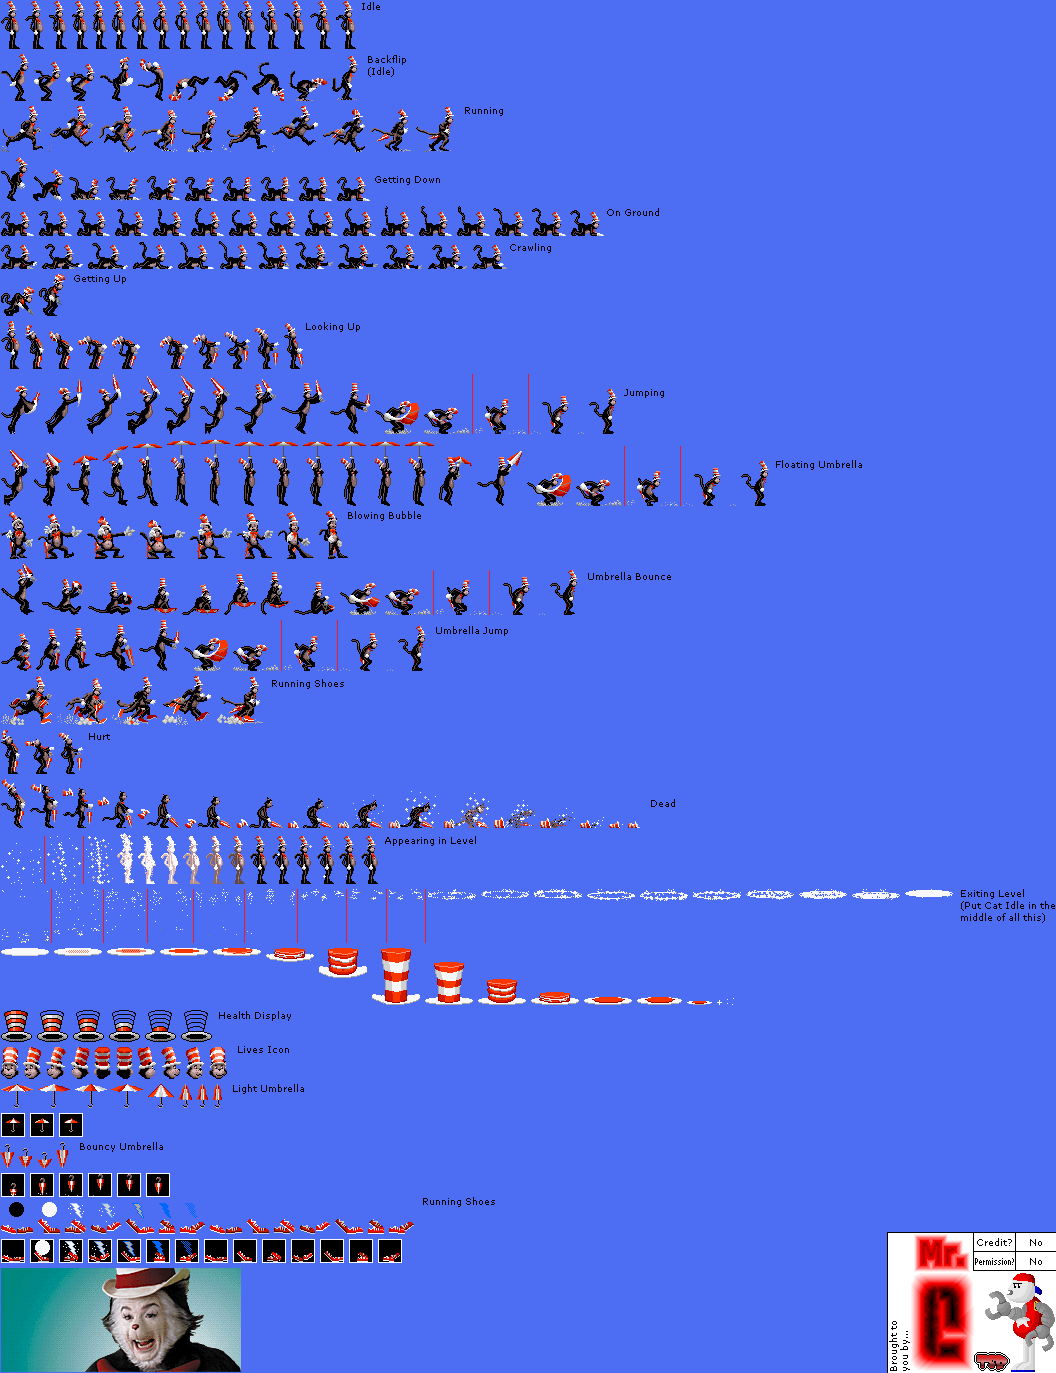 Idle
Backflip
(Idle)
Running
Getting Down
On Ground
Crawling
Getting Up
Looking Up
Jumping
Floating Umbrella
Blowing Bubble
Umbrella Bounce
Umbrella Jump
Running Shoes
Hurt
Dead
Appearing in Level
Exiting Level
(Put Cat Idle in the
middle of all this)
Health Display
Lives Icon
Light Umbrella
Bouncy Umbrella
Running Shoes
Mr.
C
Credit? No
Permission? No
Brought to
you by...